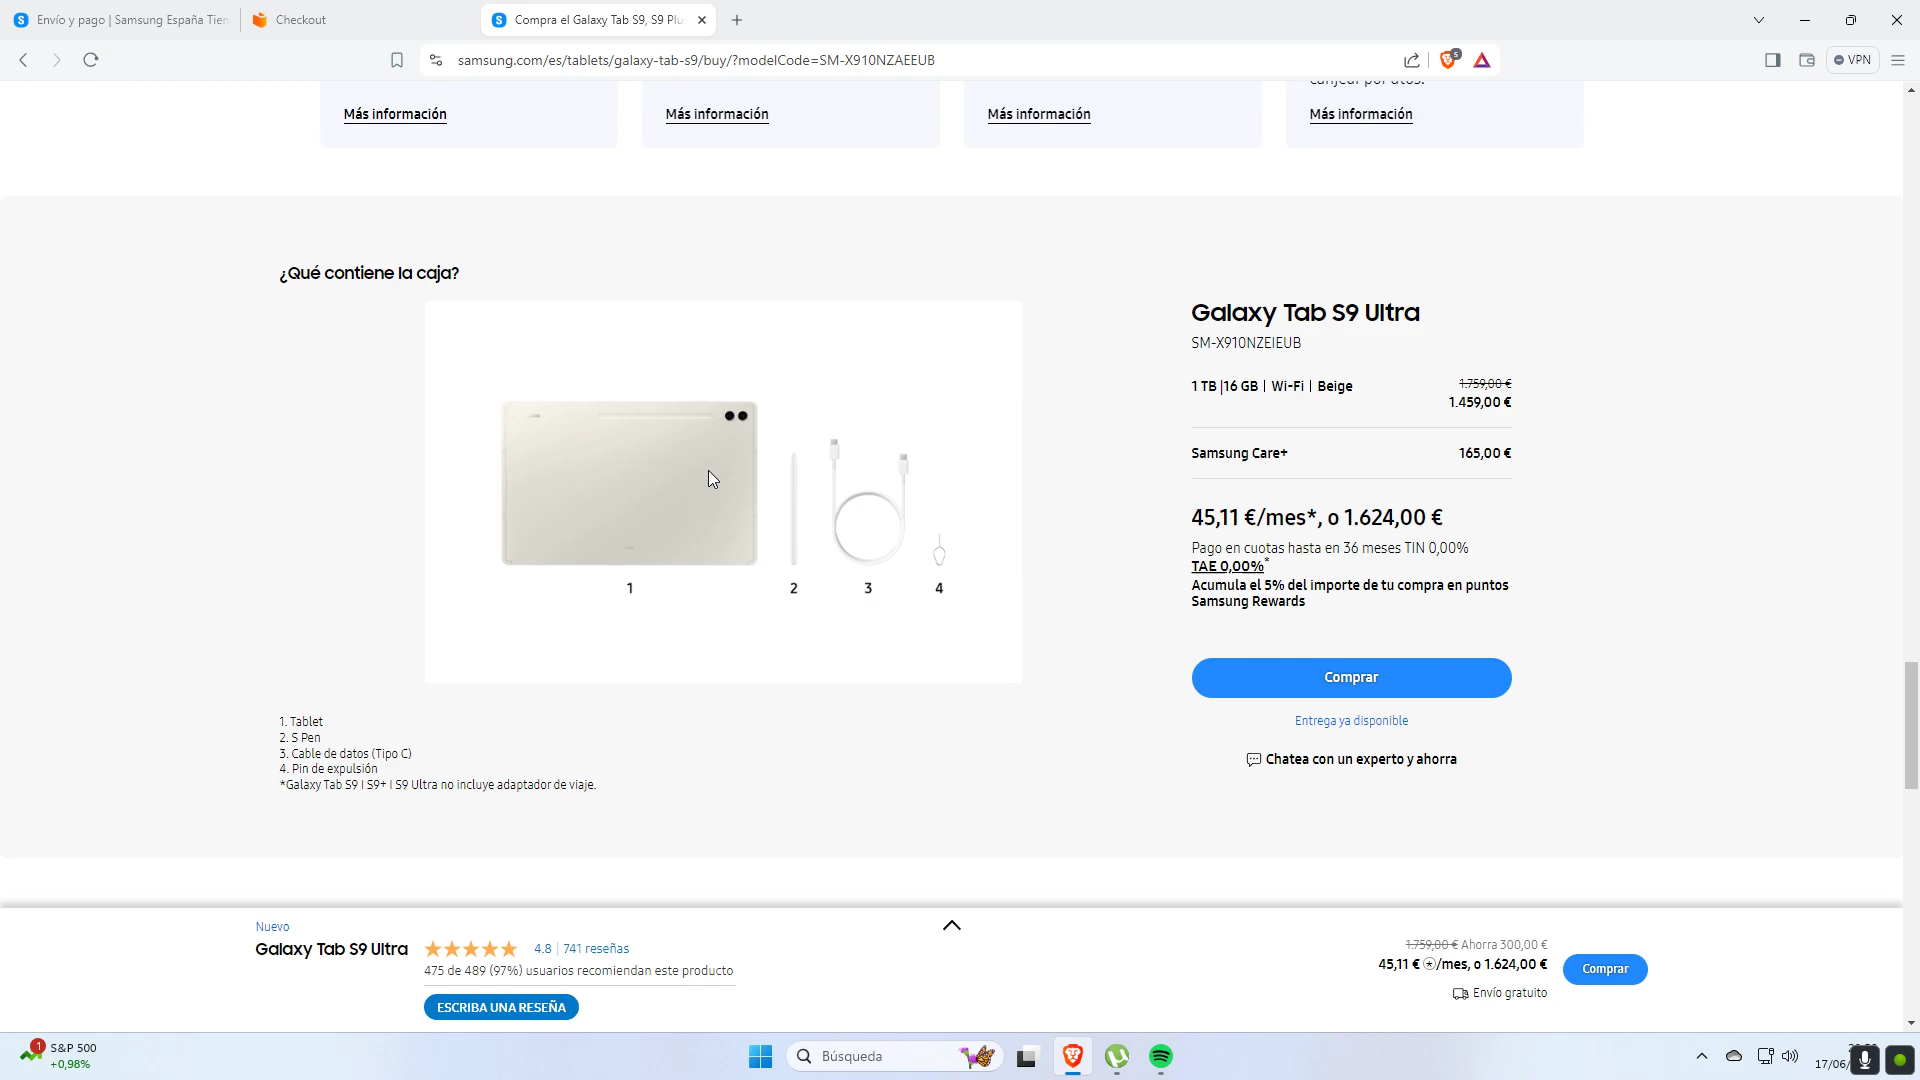 Envío y pago | Samsung España Tien
Checkout
Compra el Galaxy Tab S9, S9 Plu
samsung.com/es/tablets/galaxy-tab-s9/buy/?modelCode=SM-X910NZAEEUB
5
VPN
canjear por datos.
Más información
Más información
Más información
Más información
¿Qué contiene la caja?
1
2
3
4
1. Tablet
2. S Pen
3. Cable de datos (Tipo C)
4. Pin de expulsión
*Galaxy Tab S9 | S9+ | S9 Ultra no incluye adaptador de viaje.
Galaxy Tab S9 Ultra
SM-X910NZEIEUB
1 TB |16 GB | Wi-Fi | Beige
1.759,00 €
1.459,00 €
Samsung Care+
165,00 €
45,11 €/mes*, o 1.624,00 €
Pago en cuotas hasta en 36 meses TIN 0,00%
TAE 0,00%*
Acumula el 5% del importe de tu compra en puntos
Samsung Rewards
Comprar
Entrega ya disponible
Chatea con un experto y ahorra
Nuevo
Galaxy Tab S9 Ultra
4.8 | 741 reseñas
475 de 489 (97%) usuarios recomiendan este producto
ESCRIBA UNA RESEÑA
1.759,00 € Ahorra 300,00 €
45,11 € ⓧ/mes, o 1.624,00 €
Envío gratuito
Comprar
1
S&P 500
+0,98%
Búsqueda
17/06/